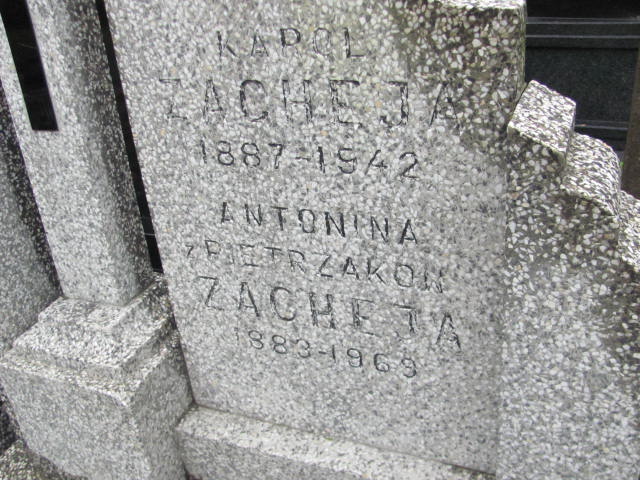 KAROL
ZACHEJA
1887-1942
ANTONINA
z PIETRZAKÓW
ZACHEJA
1883-1969